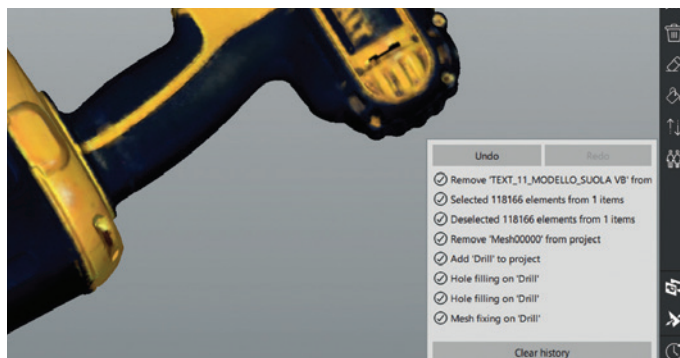 Undo
Redo
Remove 'TEXT_11_MODELLO_SUOLA VB' from
Selected 118166 elements from 1 items
Deselected 118166 elements from 1 items
Remove 'Mesh00000' from project
Add 'Drill' to project
Hole filling on 'Drill'
Hole filling on 'Drill'
Mesh fixing on 'Drill'
Clear history